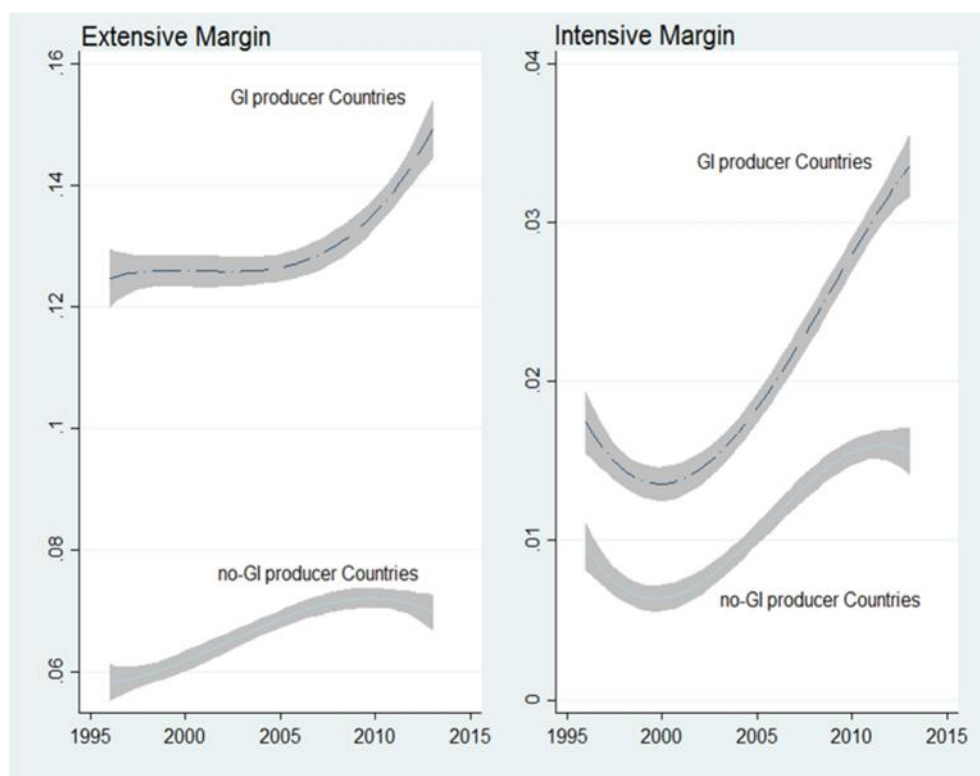 Extensive Margin
.16
.14
.12
.1
.08
.06
GI producer Countries
no-GI producer Countries
1995 2000 2005 2010 2015
Intensive Margin
.04
.03
.02
.01
0
GI producer Countries
no-GI producer Countries
1995 2000 2005 2010 2015